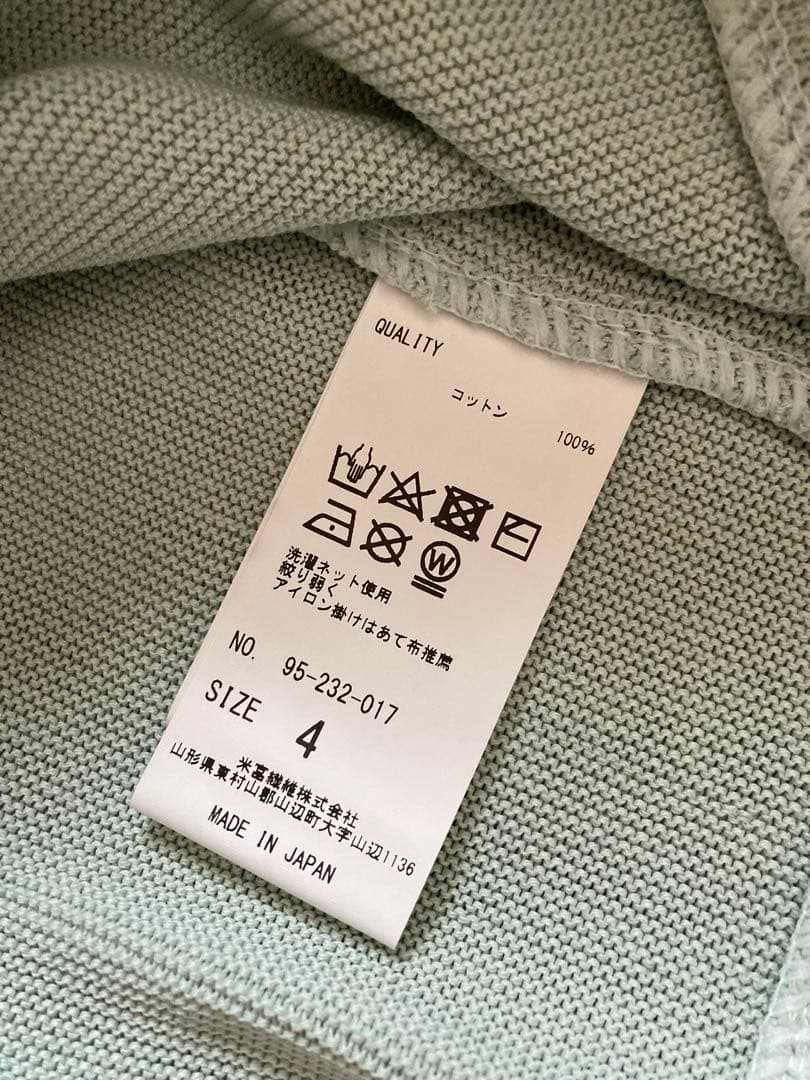 QUALITY
コットン 100%
W
洗濯ネット使用
絞り弱く
アイロン掛けはあて布推薦
NO. 95-232-017
SIZE 4
米富繊維株式会社
山形県東村山郡山辺町大字山辺1136
MADE IN JAPAN